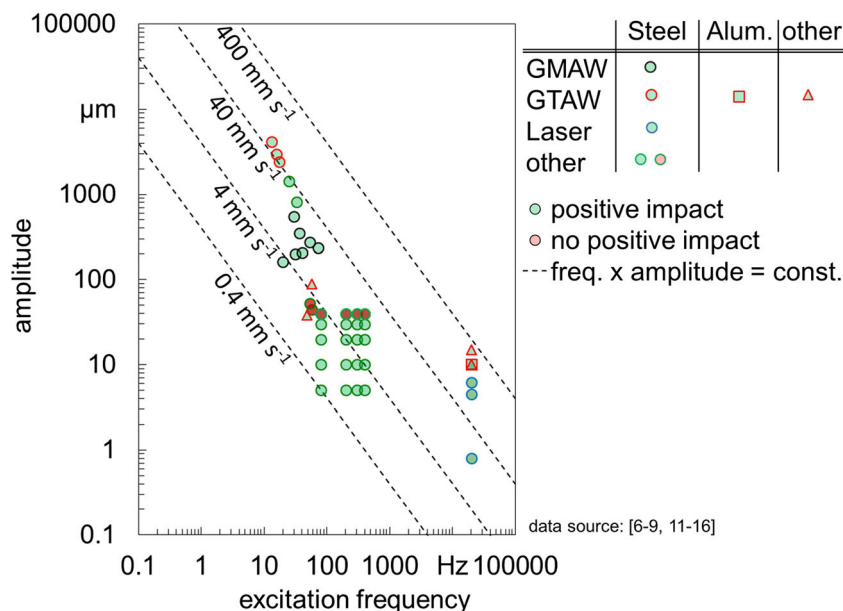 100000
µm
10000
1000
100
10
1
0.1
amplitude
400 mm s-1
40 mm s-1
4 mm s-1
0.4 mm s-1
0.1 1 10 100 1000 Hz 100000
excitation frequency
Steel Alum. other
GMAW
GTAW
Laser
other
positive impact
no positive impact
freq. x amplitude = const.
data source: [6-9, 11-16]